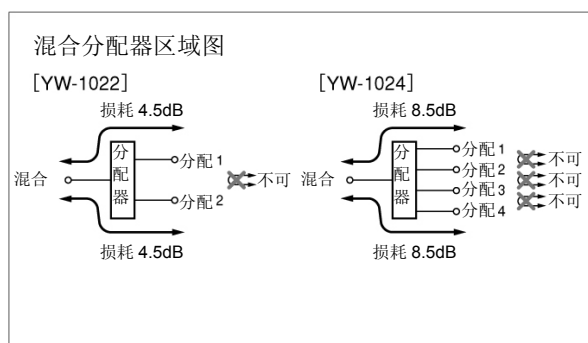 混合分配器区域图
[YW-1022]
损耗 4.5dB
混合
分配器
分配 1
分配 2
不可
损耗 4.5dB
[YW-1024]
损耗 8.5dB
混合
分配器
分配 1
分配 2
分配 3
分配 4
不可
不可
不可
损耗 8.5dB